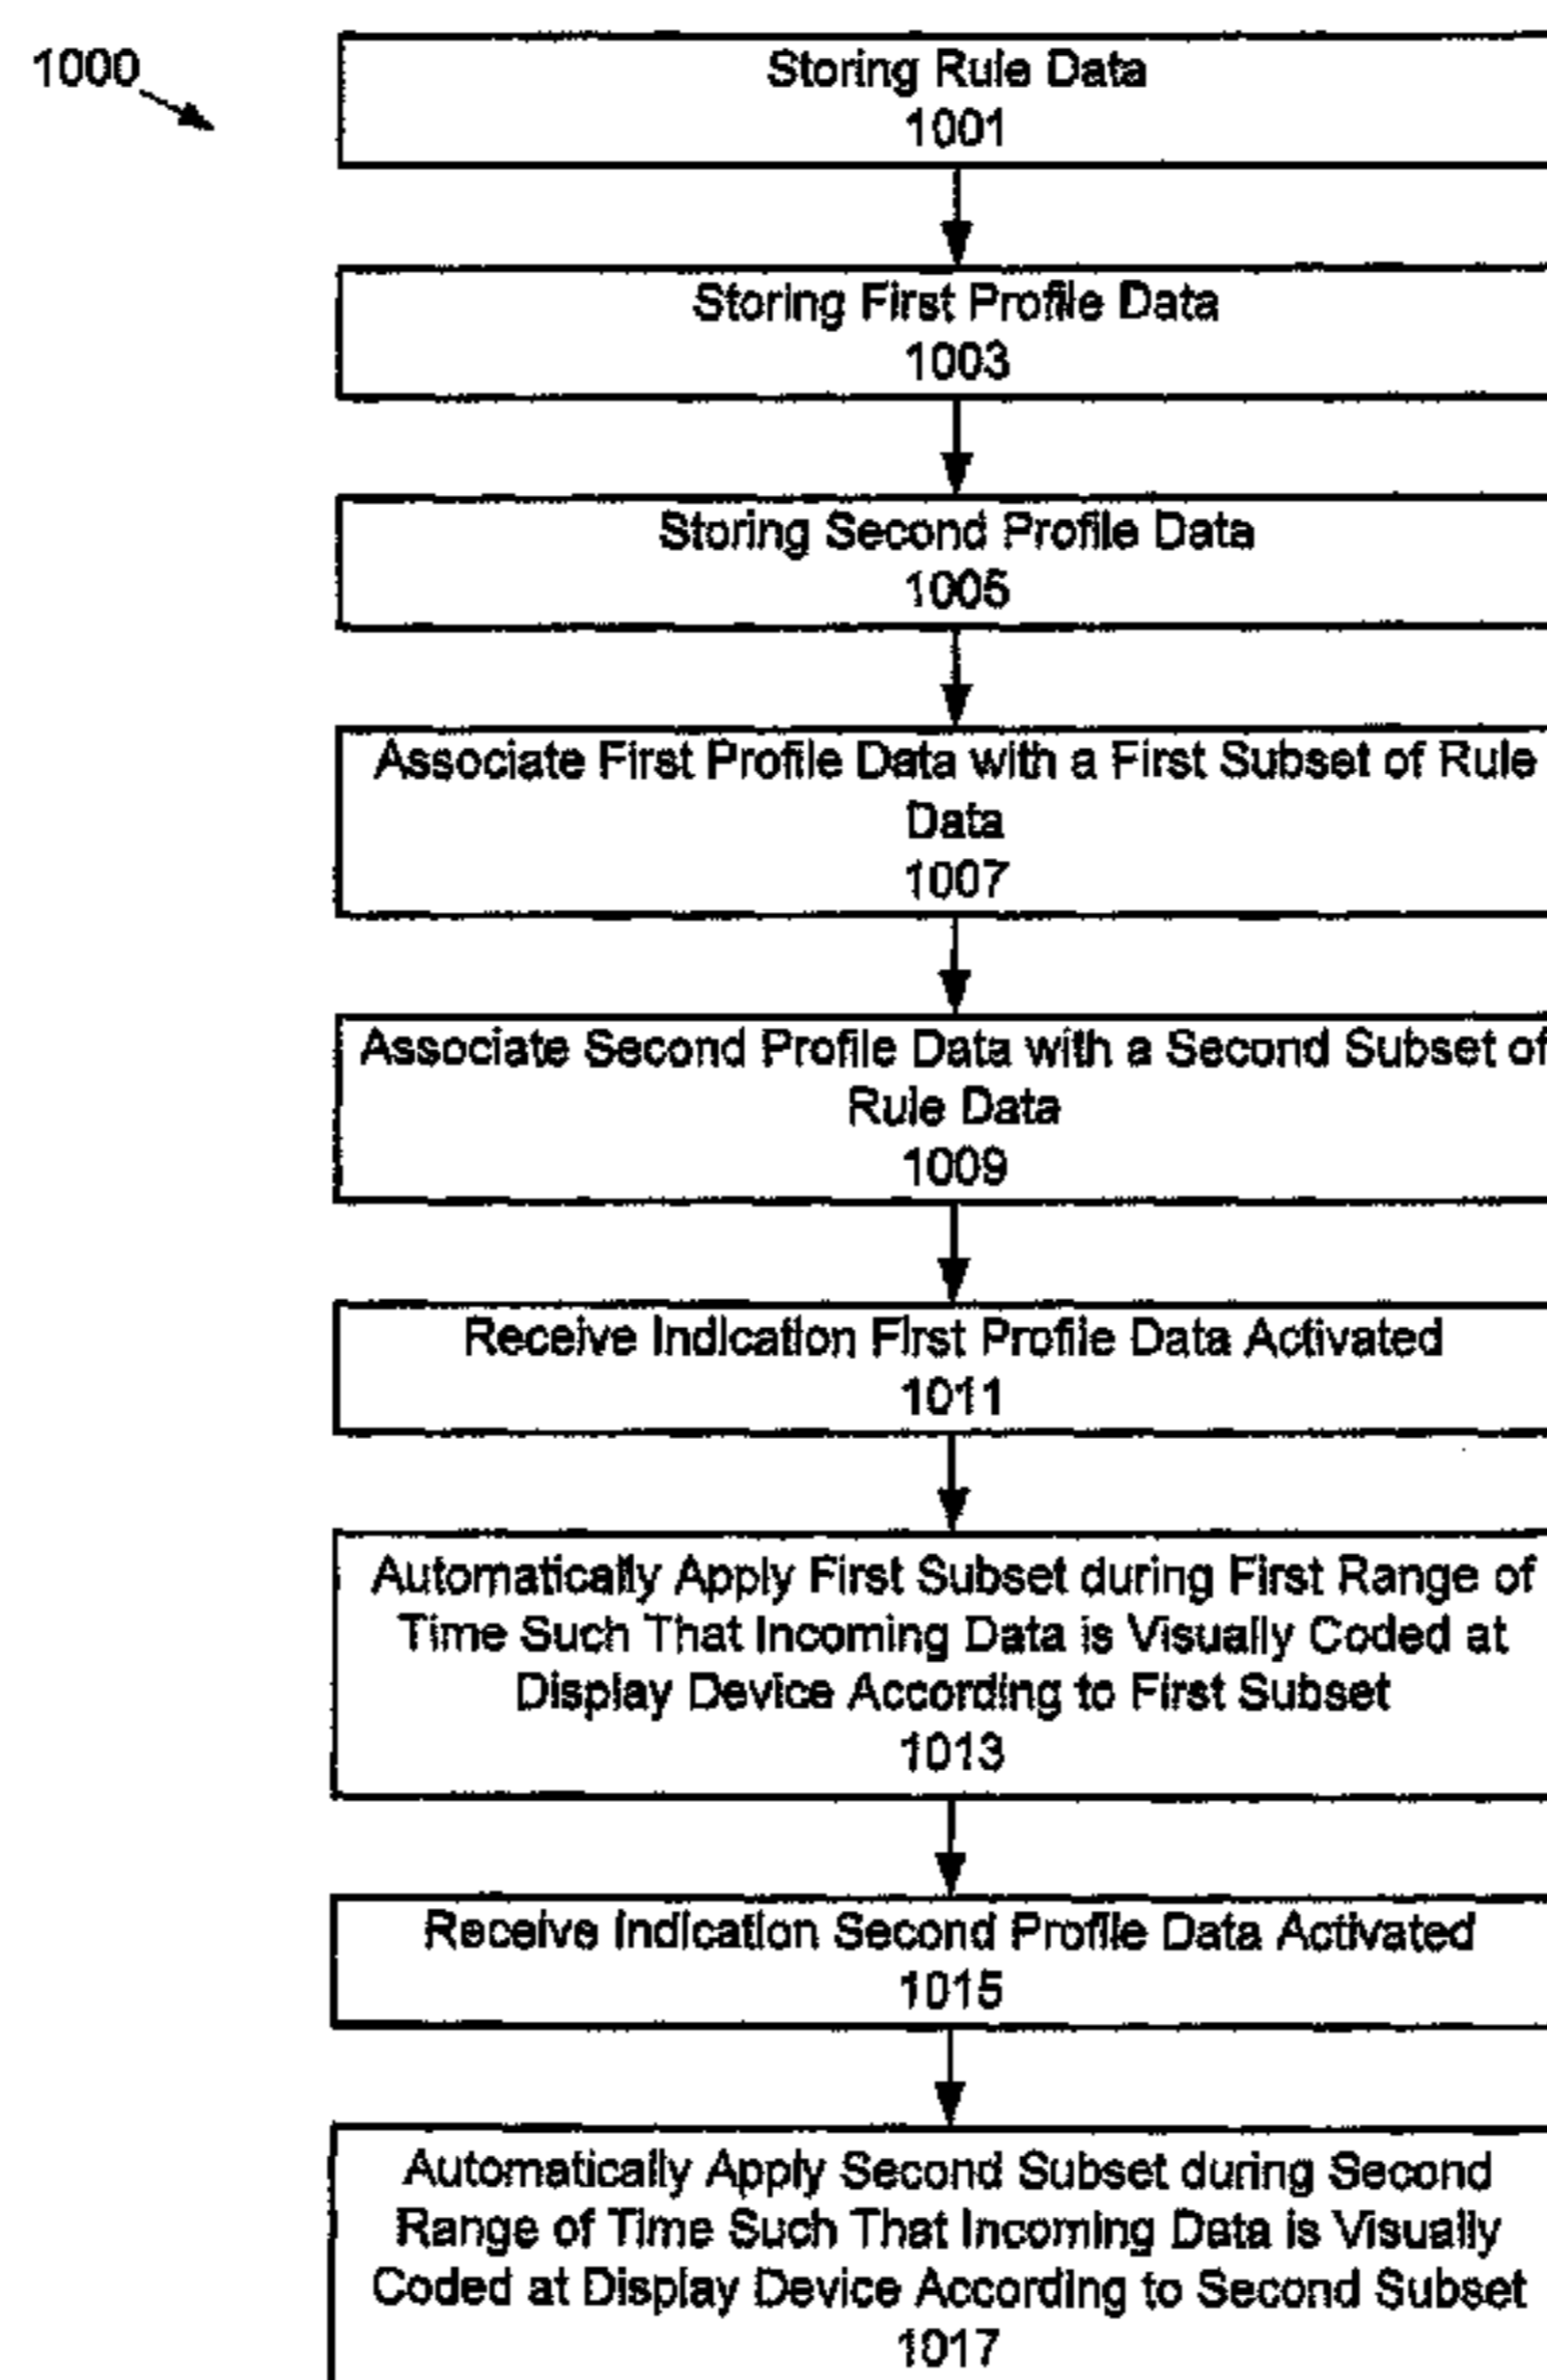 1000
Storing Rule Data
1001
Storing First Profile Data
1003
Storing Second Profile Data
1005
Associate First Profile Data with a First Subset of Rule
Data
1007
Associate Second Profile Data with a Second Subset of
Rule Data
1009
Receive Indication First Profile Data Activated
1011
Automatically Apply First Subset during First Range of
Time Such That Incoming Data is Visually Coded at
Display Device According to First Subset
1013
Receive Indication Second Profile Data Activated
1015
Automatically Apply Second Subset during Second
Range of Time Such That Incoming Data is Visually
Coded at Display Device According to Second Subset
1017